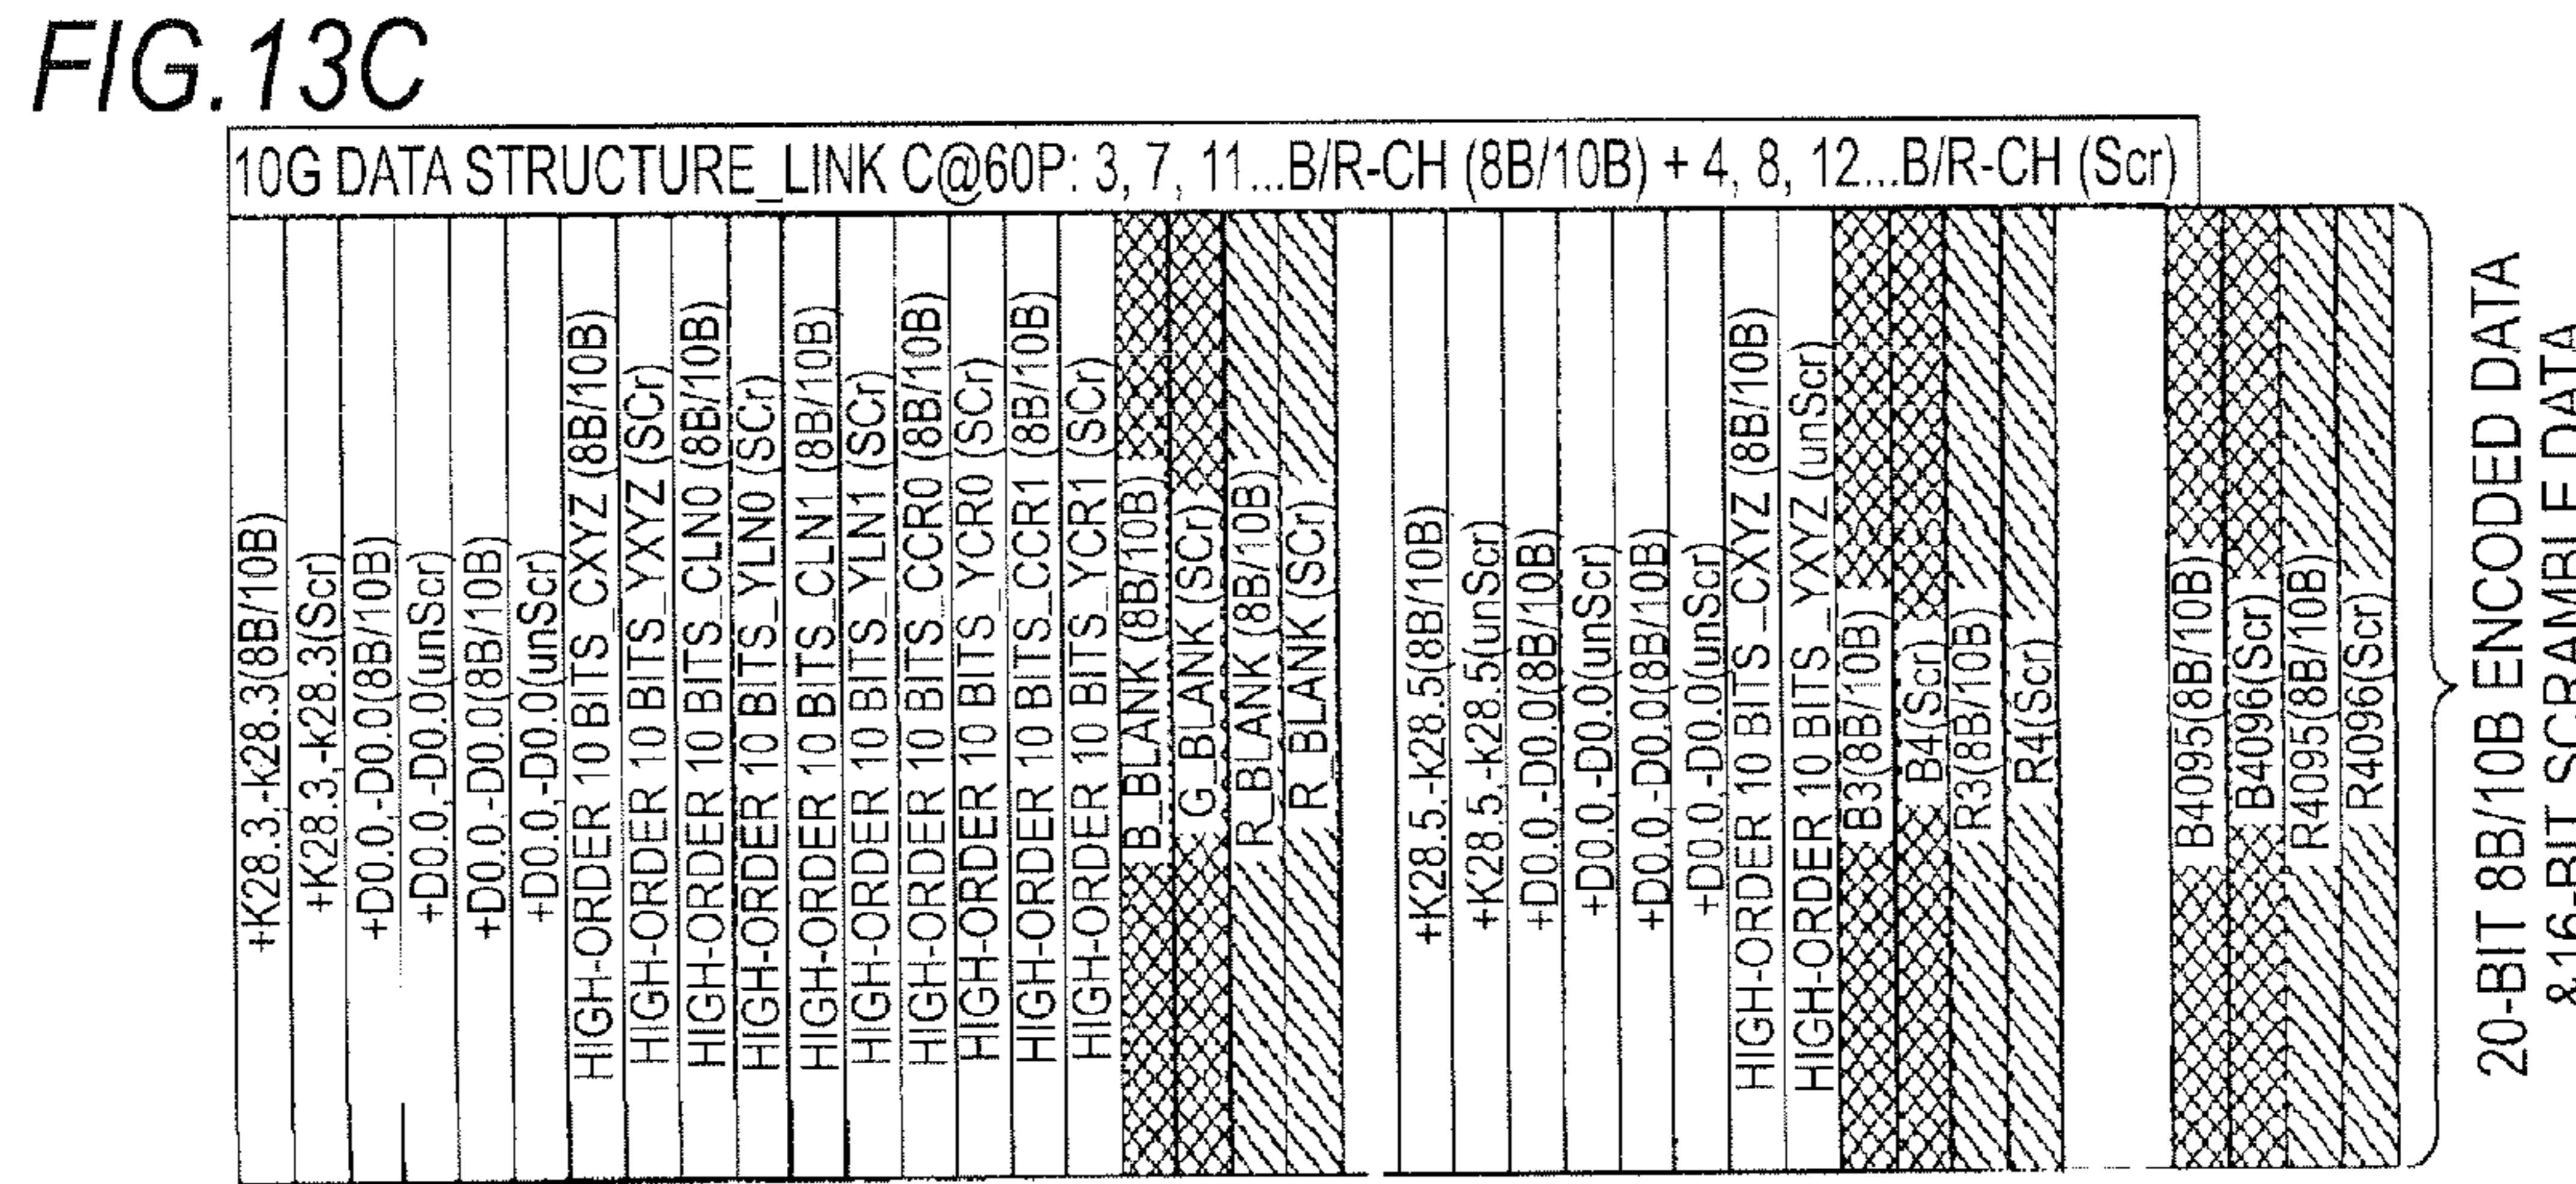 FIG.13C
10G DATA STRUCTURE_LINK C@60P: 3, 7, 11...B/R-CH (8B/10B) + 4, 8, 12...B/R-CH (Scr)
+K28.3,-k28.3(8B/10B)
+K28.3,-k28.3(Scr)
+D0.0,-D0.0(8B/10B)
+D0.0,-D0.0(unScr)
+D0.0,-D0.0(8B/10B)
+D0.0,-D0.0(unScr)
HIGH-ORDER 10 BITS_CXYZ (8B/10B)
HIGH-ORDER 10 BITS_YXYZ (SCr)
HIGH-ORDER 10 BITS_CLN0 (8B/10B)
HIGH-ORDER 10 BITS_YLN0 (SCr)
HIGH-ORDER 10 BITS_CLN1 (8B/10B)
HIGH-ORDER 10 BITS_YLN1 (SCr)
HIGH-ORDER 10 BITS_CCR0 (8B/10B)
HIGH-ORDER 10 BITS_YCR0 (SCr)
HIGH-ORDER 10 BITS_CCR1 (8B/10B)
HIGH-ORDER 10 BITS_YCR1 (SCr)
B_BLANK (8B/10B)
G_BLANK (SCr)
R_BLANK (8B/10B)
R_BLANK (SCr)
+K28.5,-k28.5(8B/10B)
+K28.5,-k28.5(unScr)
+D0.0,-D0.0(8B/10B)
+D0.0,-D0.0(unScr)
+D0.0,-D0.0(8B/10B)
+D0.0,-D0.0(unScr)
HIGH-ORDER 10 BITS_CXYZ (8B/10B)
HIGH-ORDER 10 BITS_YXYZ (unScr)
B3(8B/10B)
B4(Scr)
R3(8B/10B)
R4(Scr)
B4095(8B/10B)
B4096(Scr)
R4095(8B/10B)
R4096(Scr)
20-BIT 8B/10B ENCODED DATA
&16-BIT SCRAMBLE DATA